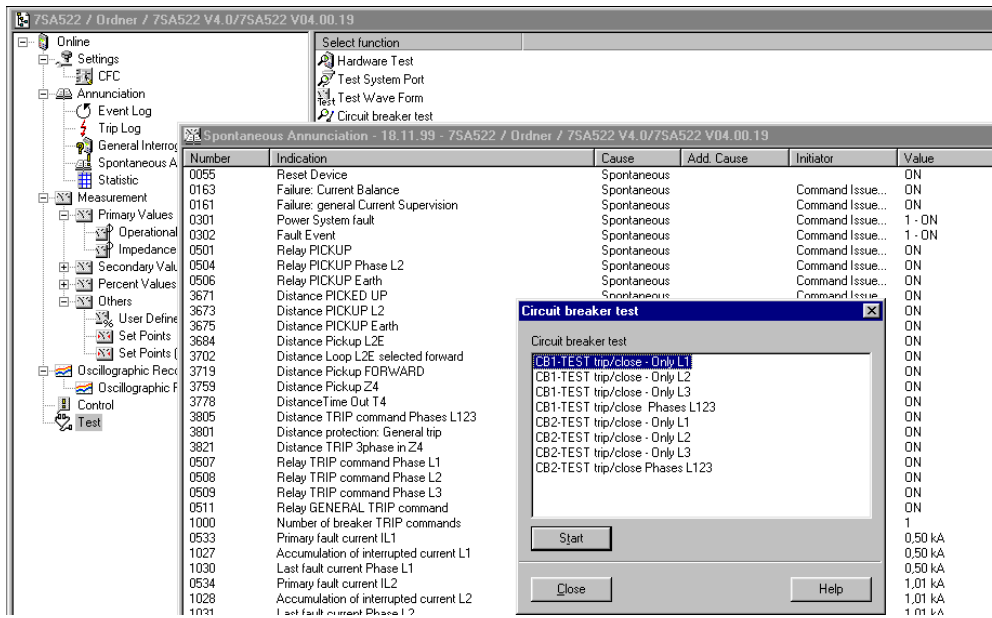 7SA522 / Ordner / 7SA522 V4.0/7SA522 V04.00.19
Online
Settings
CFC
Annunciation
Event Log
Trip Log
General Interrog
Spontaneous A
Statistic
Measurement
Primary Values
Operational
Impedance
Secondary Valu
Percent Values
Others
User Define
Set Points
Set Points (
Oscillographic Reco
Oscillographic F
Control
Test
Select function
Hardware Test
Test System Port
Test Wave Form
Circuit breaker test
Spontaneous Annunciation - 18.11.99 - 7SA522 / Ordner / 7SA522 V4.0/7SA522 V04.00.19
Number Indication Cause Add. Cause Initiator Value
0055 Reset Device Spontaneous ON
0163 Failure: Current Balance Spontaneous Command Issue... ON
0161 Failure: general Current Supervision Spontaneous Command Issue... ON
0301 Power System fault Spontaneous Command Issue... 1 - ON
0302 Fault Event Spontaneous Command Issue... 1 - ON
0501 Relay PICKUP Spontaneous Command Issue... ON
0504 Relay PICKUP Phase L2 Spontaneous Command Issue... ON
0506 Relay PICKUP Earth Spontaneous Command Issue... ON
3671 Distance PICKED UP Spontaneous Command Issue ON
3673 Distance PICKUP L2 ON
3675 Distance PICKUP Earth ON
3684 Distance Pickup L2E ON
3702 Distance Loop L2E selected forward ON
3719 Distance Pickup FORWARD ON
3759 Distance Pickup Z4 ON
3778 DistanceTime Out T4 ON
3805 Distance TRIP command Phases L123 ON
3801 Distance protection: General trip ON
3821 Distance TRIP 3phase in Z4 ON
0507 Relay TRIP command Phase L1 ON
0508 Relay TRIP command Phase L2 ON
0509 Relay TRIP command Phase L3 ON
0511 Relay GENERAL TRIP command ON
1000 Number of breaker TRIP commands 1
0533 Primary fault current IL1 0,50 kA
1027 Accumulation of interrupted current L1 0,50 kA
1030 Last fault current Phase L1 0,50 kA
0534 Primary fault current IL2 1,01 kA
1028 Accumulation of interrupted current L2 1,01 kA
1031 Last fault current Phase L2 1,01 kA
Circuit breaker test
Circuit breaker test
CB1-TEST trip/close - Only L1
CB1-TEST trip/close - Only L2
CB1-TEST trip/close - Only L3
CB1-TEST trip/close Phases L123
CB2-TEST trip/close - Only L1
CB2-TEST trip/close - Only L2
CB2-TEST trip/close - Only L3
CB2-TEST trip/close Phases L123
Start
Close
Help